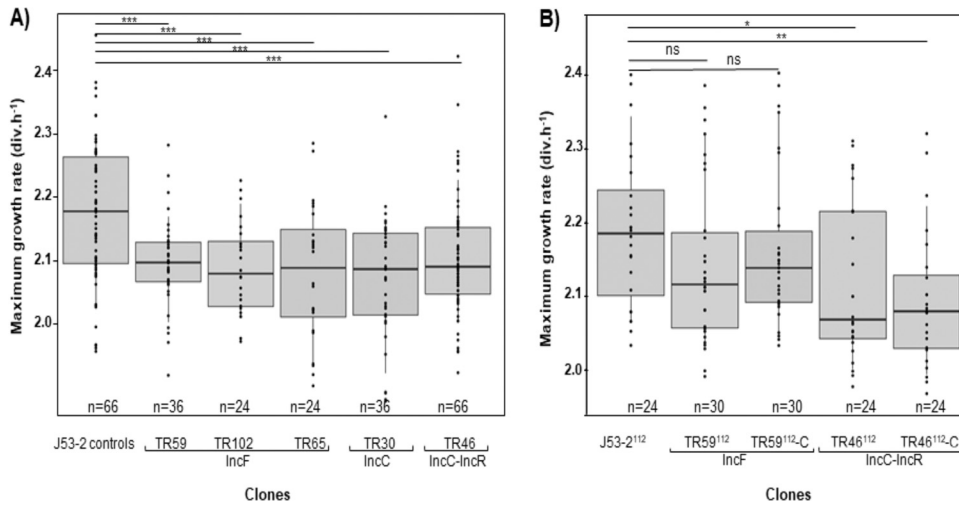 A)
***
***
***
***
***
Maximum growth rate (div.h⁻¹)
2.4
2.3
2.2
2.1
2.0
n=66 n=36 n=24 n=24 n=36 n=66
J53-2 controls TR59 TR102 TR65 TR30 TR46
IncF IncC IncC-IncR
Clones
B)
*
**
ns
ns
Maximum growth rate (div.h⁻¹)
2.4
2.3
2.2
2.1
2.0
n=24 n=30 n=30 n=24 n=24
J53-2¹¹² TR59¹¹² TR59¹¹²-C TR46¹¹² TR46¹¹²-C
IncF IncC-IncR
Clones